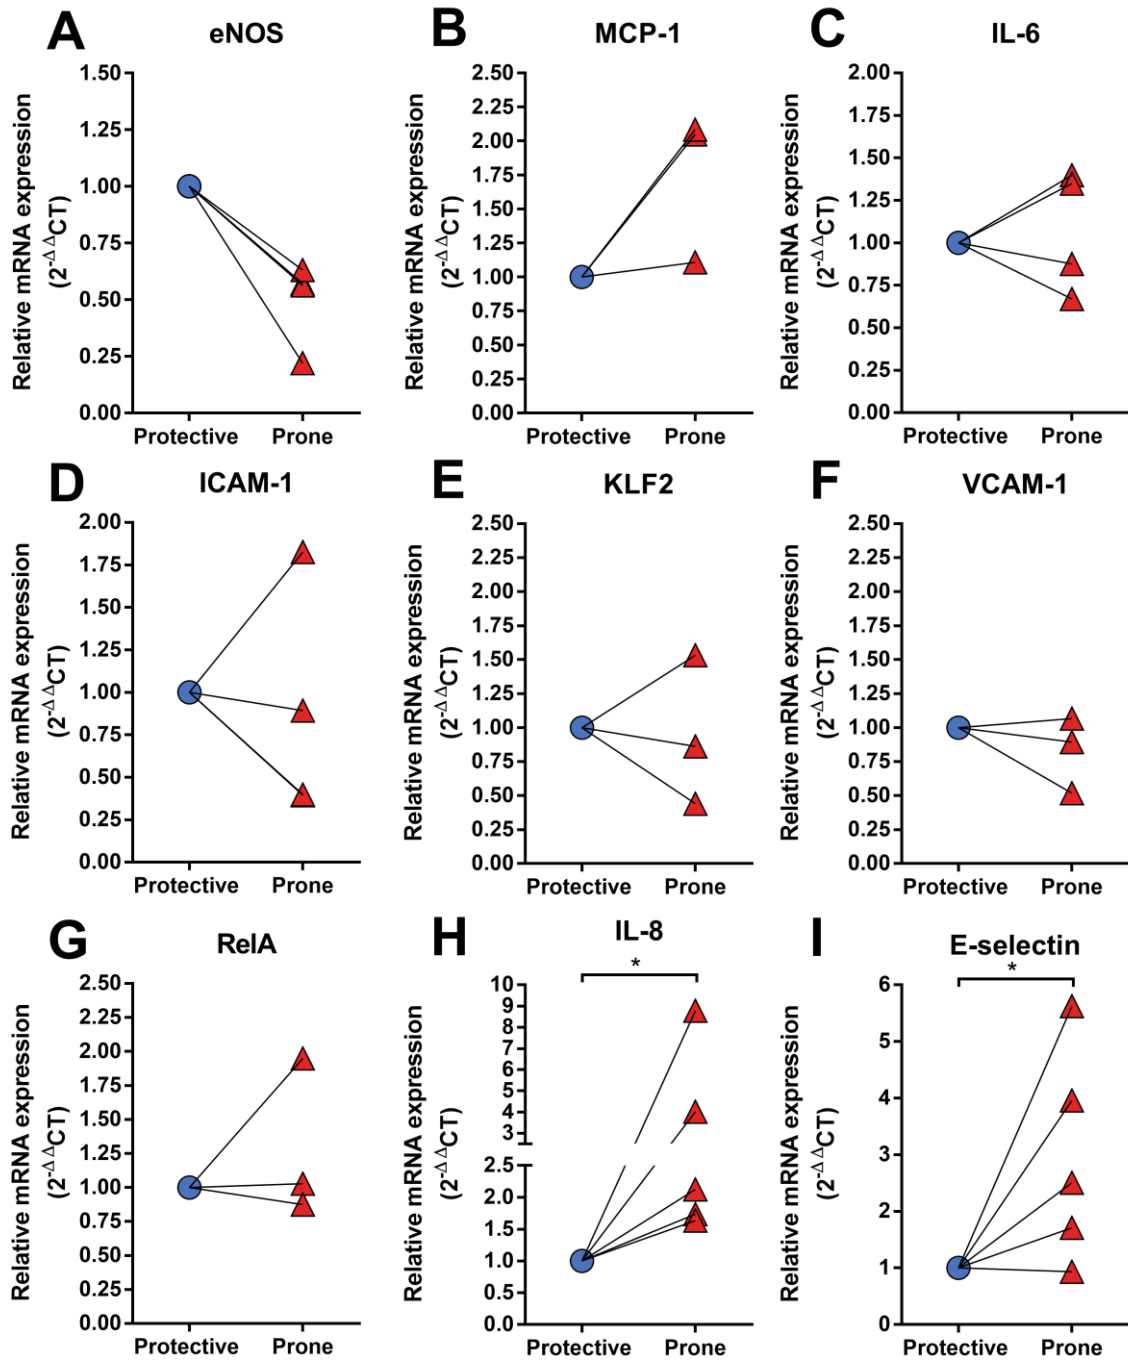 A eNOS
Relative mRNA expression
(2-Δ ΔCT)
1.50
1.25
1.00
0.75
0.50
0.25
0.00
Protective Prone
B MCP-1
Relative mRNA expression
(2-Δ ΔCT)
2.50
2.25
2.00
1.75
1.50
1.25
1.00
0.75
0.50
0.25
0.00
Protective Prone
C IL-6
Relative mRNA expression
(2-Δ ΔCT)
2.00
1.75
1.50
1.25
1.00
0.75
0.50
0.25
0.00
Protective Prone
D ICAM-1
Relative mRNA expression
(2-Δ ΔCT)
2.00
1.75
1.50
1.25
1.00
0.75
0.50
0.25
0.00
Protective Prone
E KLF2
Relative mRNA expression
(2-Δ ΔCT)
2.50
2.25
2.00
1.75
1.50
1.25
1.00
0.75
0.50
0.25
0.00
Protective Prone
F VCAM-1
Relative mRNA expression
(2-Δ ΔCT)
2.50
2.25
2.00
1.75
1.50
1.25
1.00
0.75
0.50
0.25
0.00
Protective Prone
G RelA
Relative mRNA expression
(2-Δ ΔCT)
2.50
2.25
2.00
1.75
1.50
1.25
1.00
0.75
0.50
0.25
0.00
Protective Prone
H IL-8
*
Relative mRNA expression
(2-Δ ΔCT)
10
9
8
7
6
5
4
3
2.5
2.0
1.5
1.0
0.5
0.0
Protective Prone
I E-selectin
*
Relative mRNA expression
(2-Δ ΔCT)
6
5
4
3
2
1
0
Protective Prone